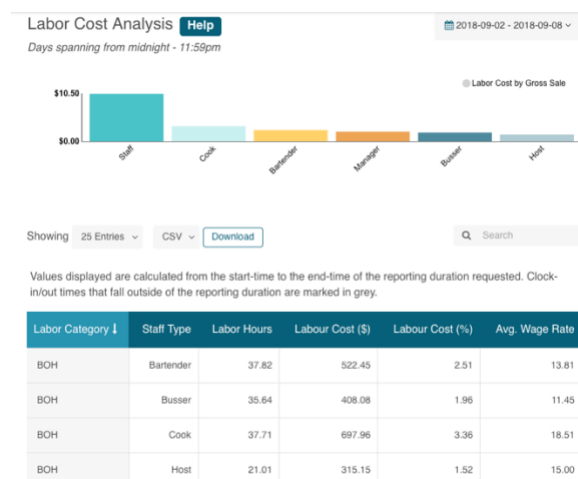 Labor Cost Analysis Help
2018-09-02 - 2018-09-08
Days spanning from midnight - 11:59pm
Labor Cost by Gross Sale
$10.50
$0.00
Staff Cook Bartender Manager Busser Host
Showing 25 Entries CSV Download Search
Values displayed are calculated from the start-time to the end-time of the reporting duration requested. Clock-
in/out times that fall outside of the reporting duration are marked in grey.
Labor Category Staff Type Labor Hours Labour Cost ($) Labour Cost (%) Avg. Wage Rate
BOH Bartender 37.82 522.45 2.51 13.81
BOH Busser 35.64 408.08 1.96 11.45
BOH Cook 37.71 697.96 3.36 18.51
BOH Host 21.01 315.15 1.52 15.00